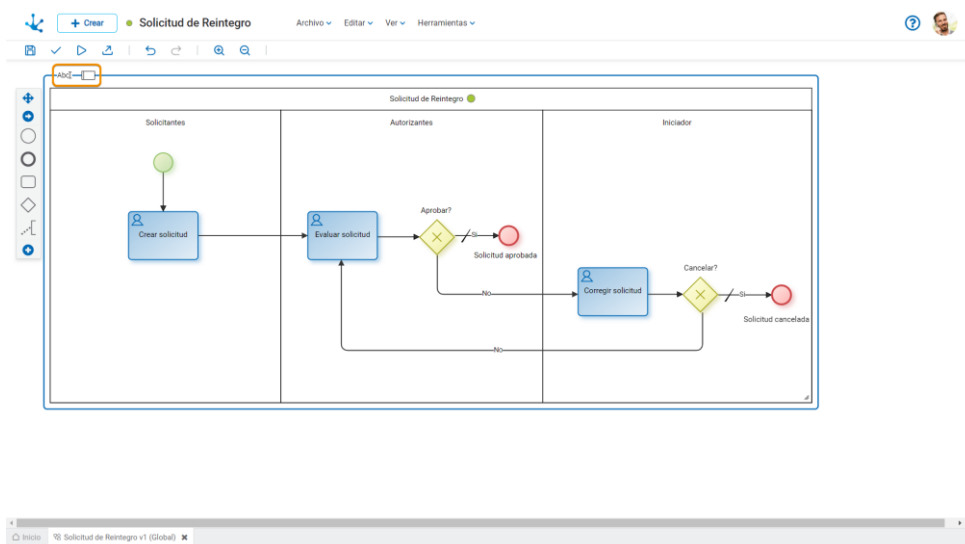 Crear
Solicitud de Reintegro
Archivo
Editar
Ver
Herramientas
Abc
Solicitud de Reintegro
Solicitantes
Autorizantes
Iniciador
Aprobar?
Crear solicitud
Evaluar solicitud
Si
Solicitud aprobada
Cancelar?
Corregir solicitud
No
Si
Solicitud cancelada
No
Inicio
Solicitud de Reintegro v1 (Global)